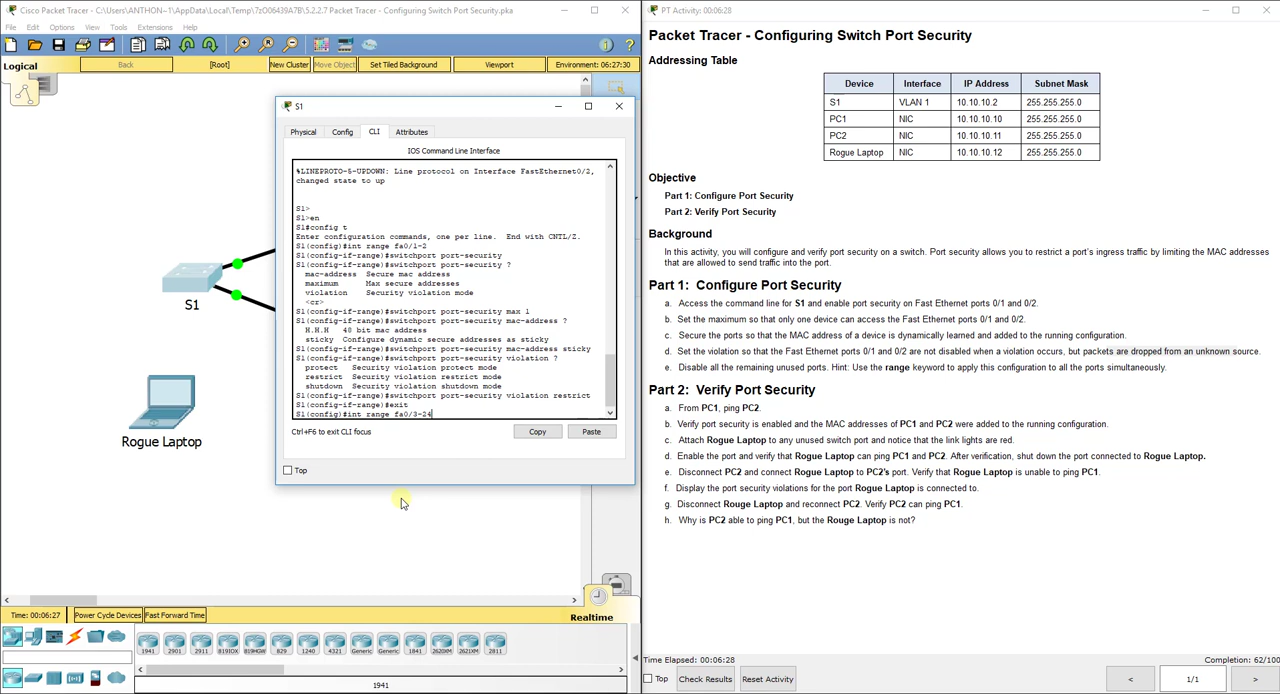 Cisco Packet Tracer - C:\Users\ANTHON~1\AppData\Local\Temp\7zO06439A7B\5.2.2.7 Packet Tracer - Configuring Switch Port Security.pka
File Edit Options View Tools Extensions Help
Logical
Back
[Root]
New Cluster
Move Object
Set Tiled Background
Viewport
Environment: 06:27:30
S1
Rogue Laptop
S1
Physical Config CLI Attributes
IOS Command Line Interface
%LINEPROTO-5-UPDOWN: Line protocol on Interface FastEthernet0/2,
changed state to up
S1>
S1>en
S1#config t
Enter configuration commands, one per line. End with CNTL/Z.
S1(config)#int range fa0/1-2
S1(config-if-range)#switchport port-security
S1(config-if-range)#switchport port-security ?
mac-address Secure mac address
maximum Max secure addresses
violation Security violation mode
<cr>
S1(config-if-range)#switchport port-security max 1
S1(config-if-range)#switchport port-security mac-address ?
H.H.H 48 bit mac address
sticky Configure dynamic secure addresses as sticky
S1(config-if-range)#switchport port-security mac-address sticky
S1(config-if-range)#switchport port-security violation ?
protect Security violation protect mode
restrict Security violation restrict mode
shutdown Security violation shutdown mode
S1(config-if-range)#switchport port-security violation restrict
S1(config-if-range)#exit
S1(config)#int range fa0/3-24
Ctrl+F6 to exit CLI focus
Copy
Paste
Top
Time: 00:06:27
Power Cycle Devices
Fast Forward Time
Realtime
1941 2901 2911 819IOX 819HGW 829 1240 4321 Generic Generic 1841 2620XM 2621XM 2811
1941
PT Activity: 00:06:28
Packet Tracer - Configuring Switch Port Security
Addressing Table
Device Interface IP Address Subnet Mask
S1 VLAN 1 10.10.10.2 255.255.255.0
PC1 NIC 10.10.10.10 255.255.255.0
PC2 NIC 10.10.10.11 255.255.255.0
Rogue Laptop NIC 10.10.10.12 255.255.255.0
Objective
Part 1: Configure Port Security
Part 2: Verify Port Security
Background
In this activity, you will configure and verify port security on a switch. Port security allows you to restrict a port's ingress traffic by limiting the MAC addresses
that are allowed to send traffic into the port.
Part 1: Configure Port Security
a. Access the command line for S1 and enable port security on Fast Ethernet ports 0/1 and 0/2.
b. Set the maximum so that only one device can access the Fast Ethernet ports 0/1 and 0/2.
c. Secure the ports so that the MAC address of a device is dynamically learned and added to the running configuration.
d. Set the violation so that the Fast Ethernet ports 0/1 and 0/2 are not disabled when a violation occurs, but packets are dropped from an unknown source.
e. Disable all the remaining unused ports. Hint: Use the range keyword to apply this configuration to all the ports simultaneously.
Part 2: Verify Port Security
a. From PC1, ping PC2.
b. Verify port security is enabled and the MAC addresses of PC1 and PC2 were added to the running configuration.
c. Attach Rogue Laptop to any unused switch port and notice that the link lights are red.
d. Enable the port and verify that Rogue Laptop can ping PC1 and PC2. After verification, shut down the port connected to Rogue Laptop.
e. Disconnect PC2 and connect Rogue Laptop to PC2's port. Verify that Rogue Laptop is unable to ping PC1.
f. Display the port security violations for the port Rogue Laptop is connected to.
g. Disconnect Rogue Laptop and reconnect PC2. Verify PC2 can ping PC1.
h. Why is PC2 able to ping PC1, but the Rogue Laptop is not?
Time Elapsed: 00:06:28
Completion: 62/100
Top
Check Results
Reset Activity
<
1/1
>